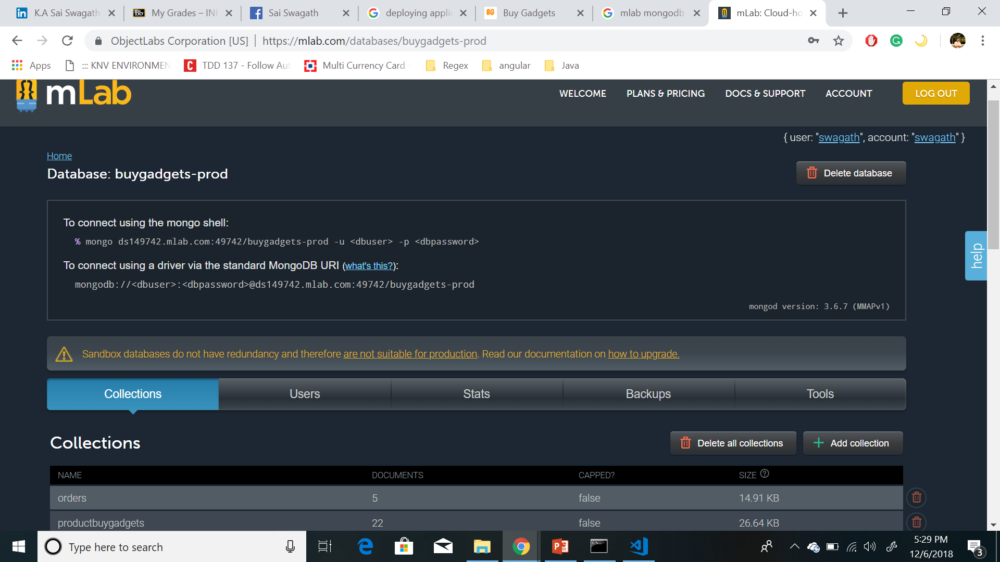 K.A Sai Swagath
Bb My Grades – INF
Sai Swagath
deploying applic
BG Buy Gadgets
mlab mongodb
mLab: Cloud-ho
ObjectLabs Corporation [US] | https://mlab.com/databases/buygadgets-prod
Apps
::: KNV ENVIRONMEN
TDD 137 - Follow Aut
Multi Currency Card -
Regex
angular
Java
mLab
WELCOME
PLANS & PRICING
DOCS & SUPPORT
ACCOUNT
LOG OUT
{ user: "swagath", account: "swagath" }
Home
Database: buygadgets-prod
Delete database
To connect using the mongo shell:
% mongo ds149742.mlab.com:49742/buygadgets-prod -u <dbuser> -p <dbpassword>
To connect using a driver via the standard MongoDB URI (what's this?):
mongodb://<dbuser>:<dbpassword>@ds149742.mlab.com:49742/buygadgets-prod
mongod version: 3.6.7 (MMAPv1)
help
Sandbox databases do not have redundancy and therefore are not suitable for production. Read our documentation on how to upgrade.
Collections
Users
Stats
Backups
Tools
Collections
Delete all collections
Add collection
NAME DOCUMENTS CAPPED? SIZE
orders 5 false 14.91 KB
productbuygadgets 22 false 26.64 KB
Type here to search
5:29 PM
12/6/2018
3